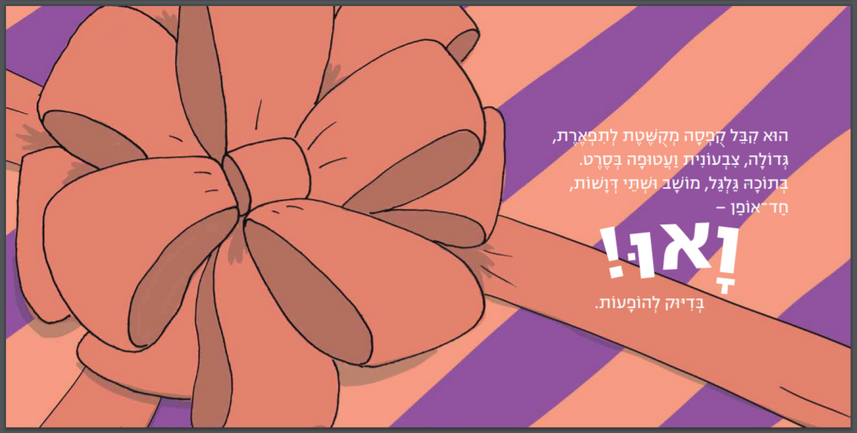 הוּא קִבֵּל קֻפְסָה מְקֻשֶּׁטֶת לְתִפְאֶרֶת,
גְּדוֹלָה, צִבְעוֹנִית וַעֲטוּפָה בְּסֶרֶט.
בְּתוֹכָהּ גַּלְגַּל, מוֹשָׁב וּשְׁתֵּי דַּוְשׁוֹת,
חַד־אוֹפַן –
וָאוּ!
בְּדִיּוּק לְהוֹפָעוֹת.